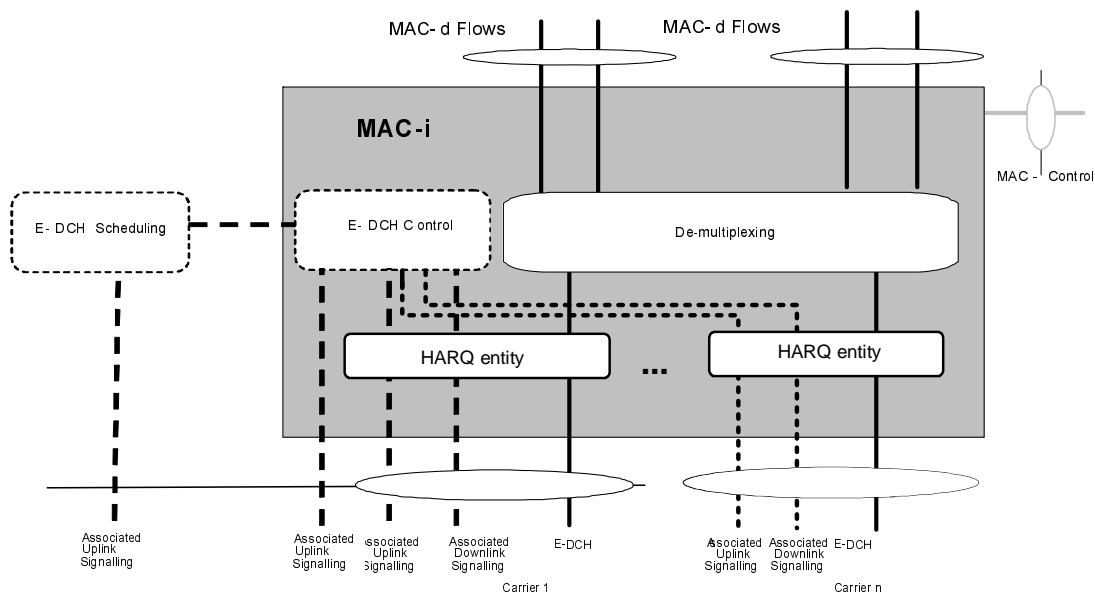 MAC- d Flows
MAC- d Flows
MAC-i
MAC - Control
E- DCH Scheduling
E- DCH Control
De-multiplexing
HARQ entity
...
HARQ entity
Associated
Uplink
Signalling
Associated
Uplink
Signalling
Associated
Uplink
Signalling
Associated
Downlink
Signalling
E-DCH
Associated
Uplink
Signalling
Associated
Downlink
Signalling
E-DCH
Carrier 1
Carrier n